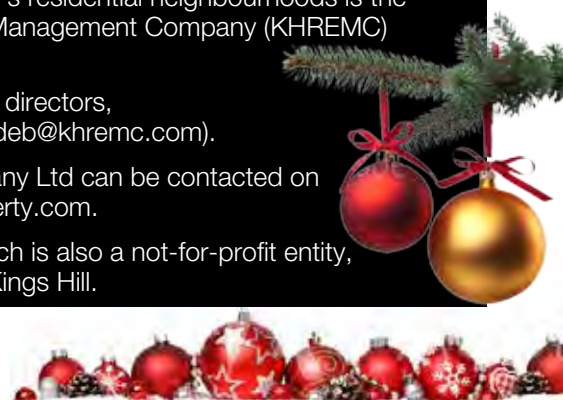 's residential neighbourhoods is the
Management Company (KHREMC)
directors,
deb@khremc.com).
any Ltd can be contacted on
erty.com.
ch is also a not-for-profit entity,
Kings Hill.